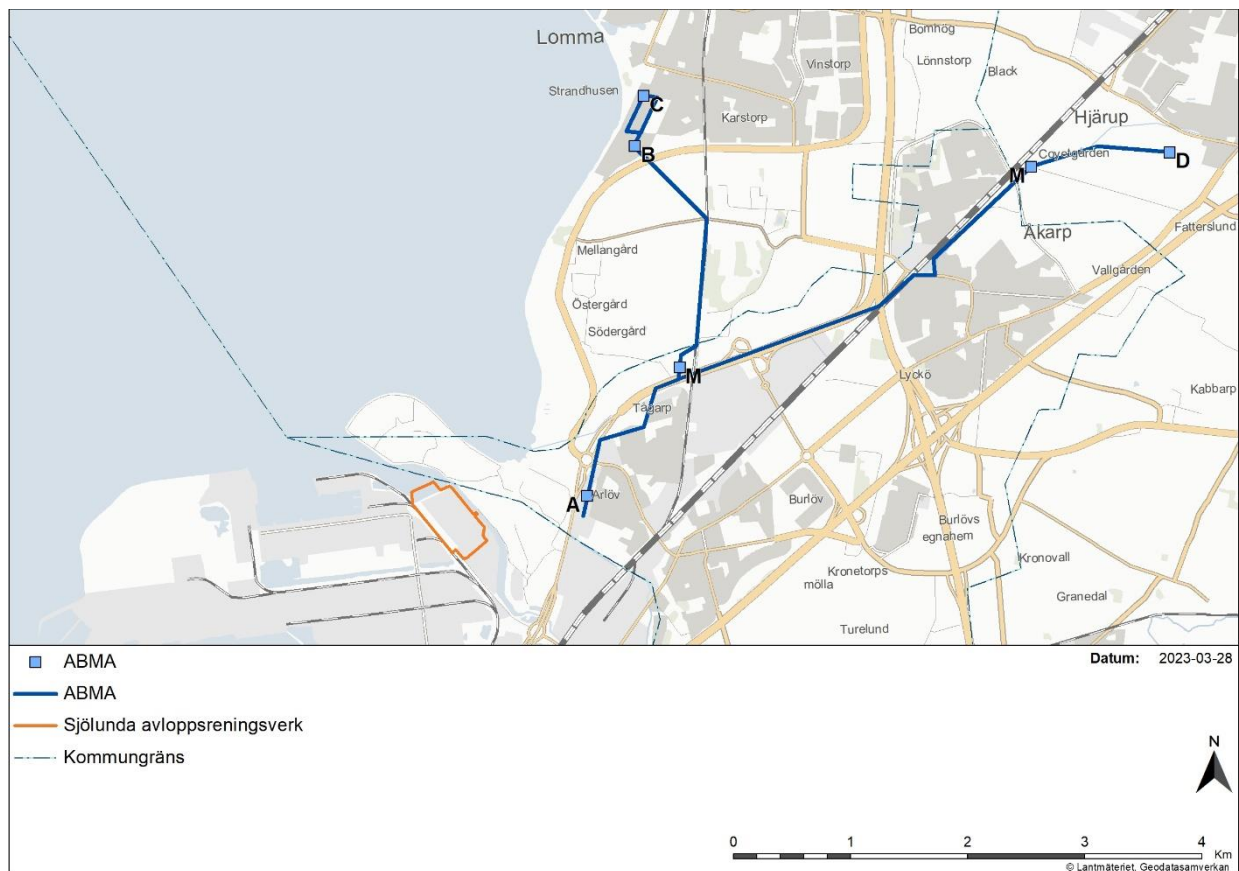 Lomma
Bomhög
Lönnstorp
Vinstorp
Black
Strandhusen
C
Karstorp
Hjärup
B
Coyelgården
D
M
Åkarp
Fatterslund
Mellangård
Vallgården
Östergård
Södergård
M
Lyckö
Kabbarp
Tågarp
A
Arlöv
Burlöv
Burlövs
egnahem
Kronovall
Kronetorps
mölla
Granedal
Turelund
ABMA
ABMA
Sjölunda avloppsreningsverk
Kommungräns
Datum: 2023-03-28
N
0 1 2 3 4
Km
© Lantmäteriet, Geodatasamverkan